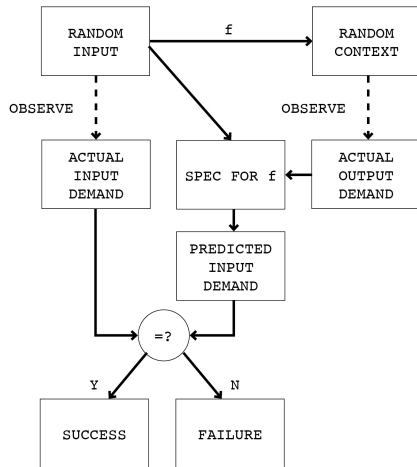 RANDOM
INPUT
f
RANDOM
CONTEXT
OBSERVE
OBSERVE
ACTUAL
INPUT
DEMAND
SPEC FOR f
ACTUAL
OUTPUT
DEMAND
PREDICTED
INPUT
DEMAND
=?
Y
N
SUCCESS
FAILURE